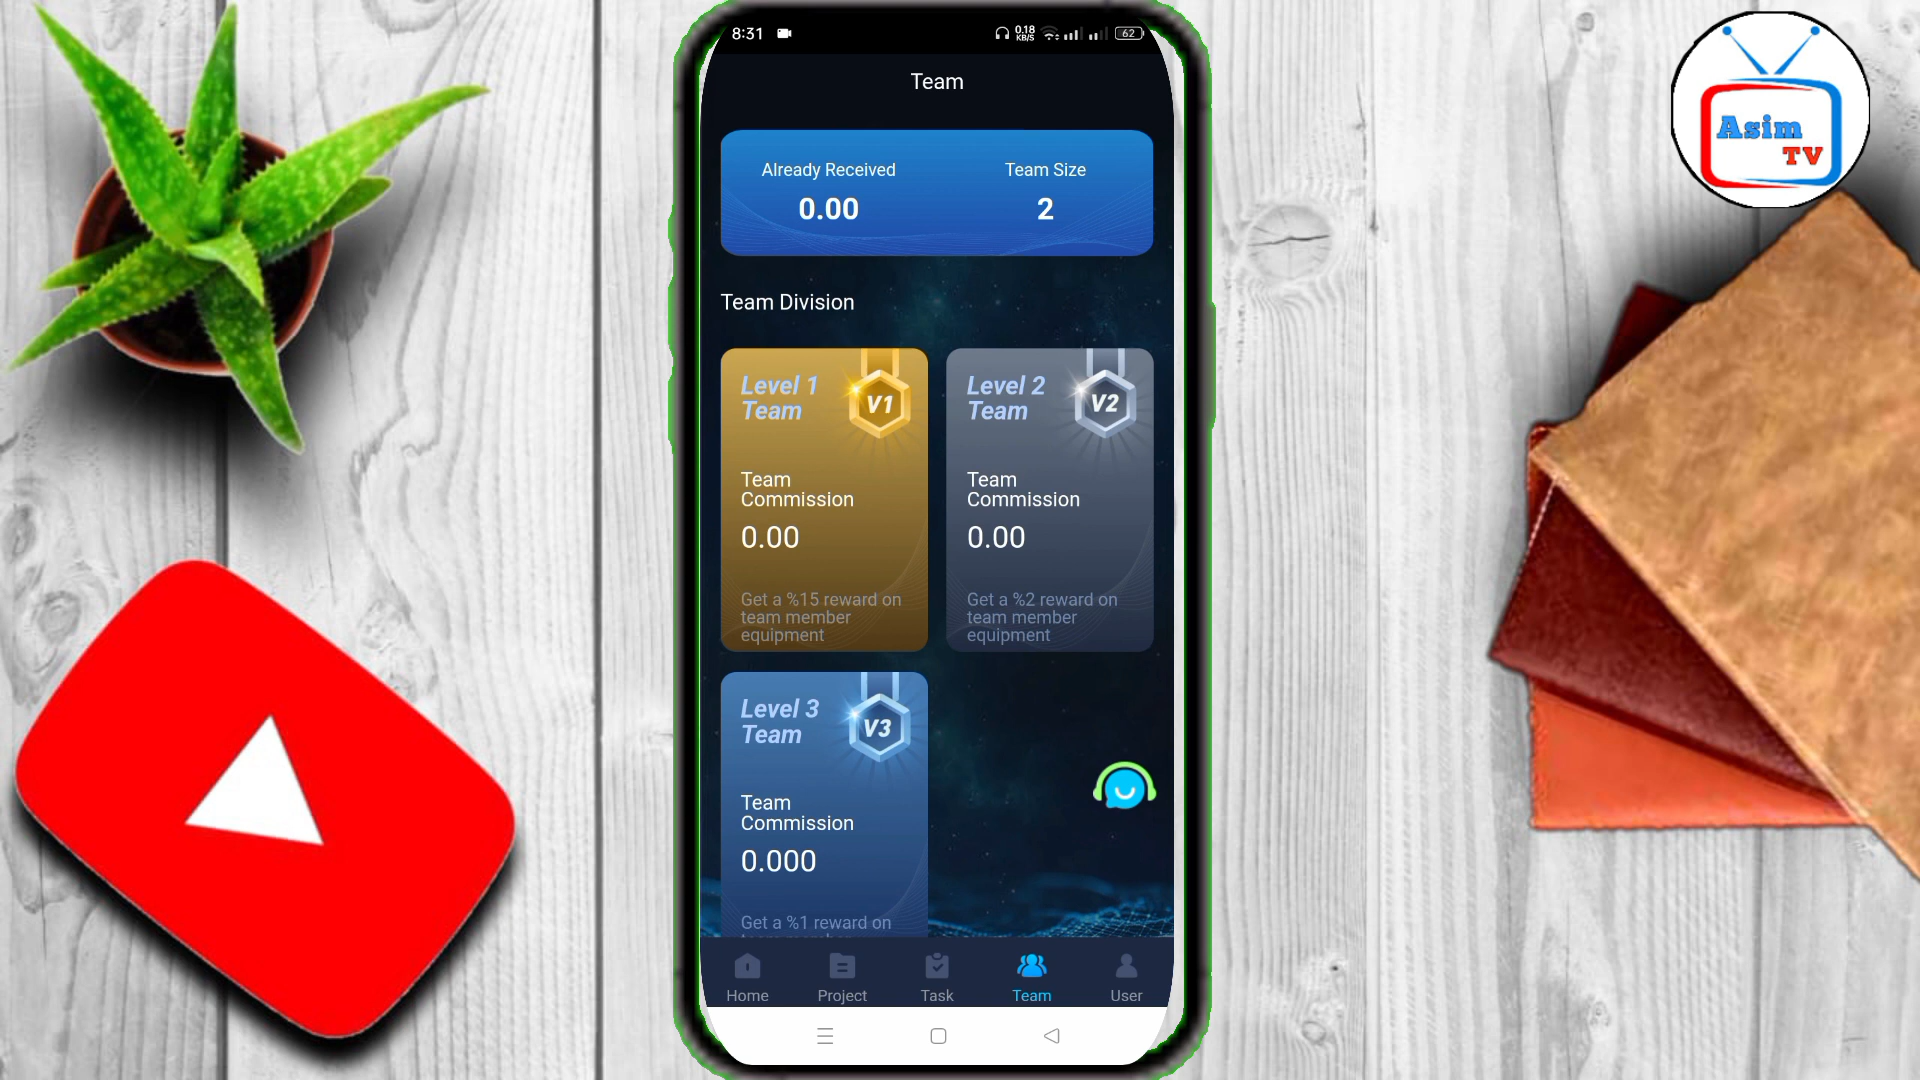 8:31
0.18
KB/S
62
Team
Already Received
Team Size
0.00
2
Team Division
Level 1
Team
V1
Team
Commission
0.00
Get a %15 reward on
team member
equipment
Level 2
Team
V2
Team
Commission
0.00
Get a %2 reward on
team member
equipment
Level 3
Team
V3
Team
Commission
0.000
Get a %1 reward on
Home
Project
Task
Team
User
Asim
TV